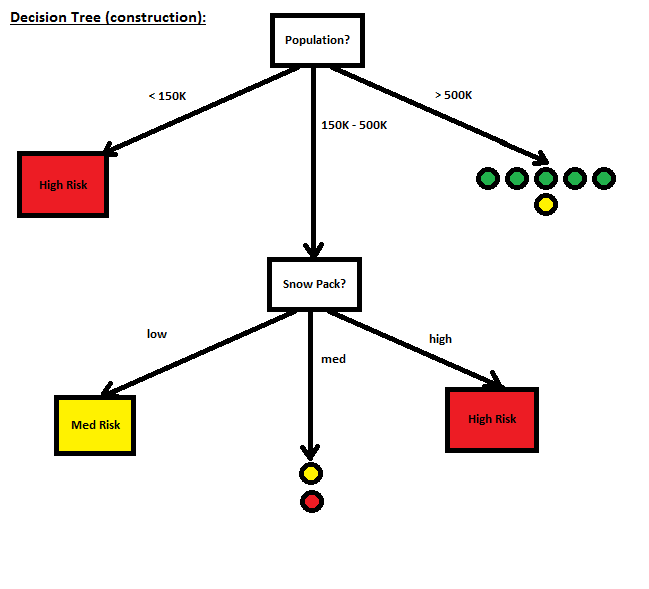 Decision Tree (construction):
Population?
< 150K
> 500K
150K - 500K
High Risk
Snow Pack?
low
high
med
Med Risk
High Risk